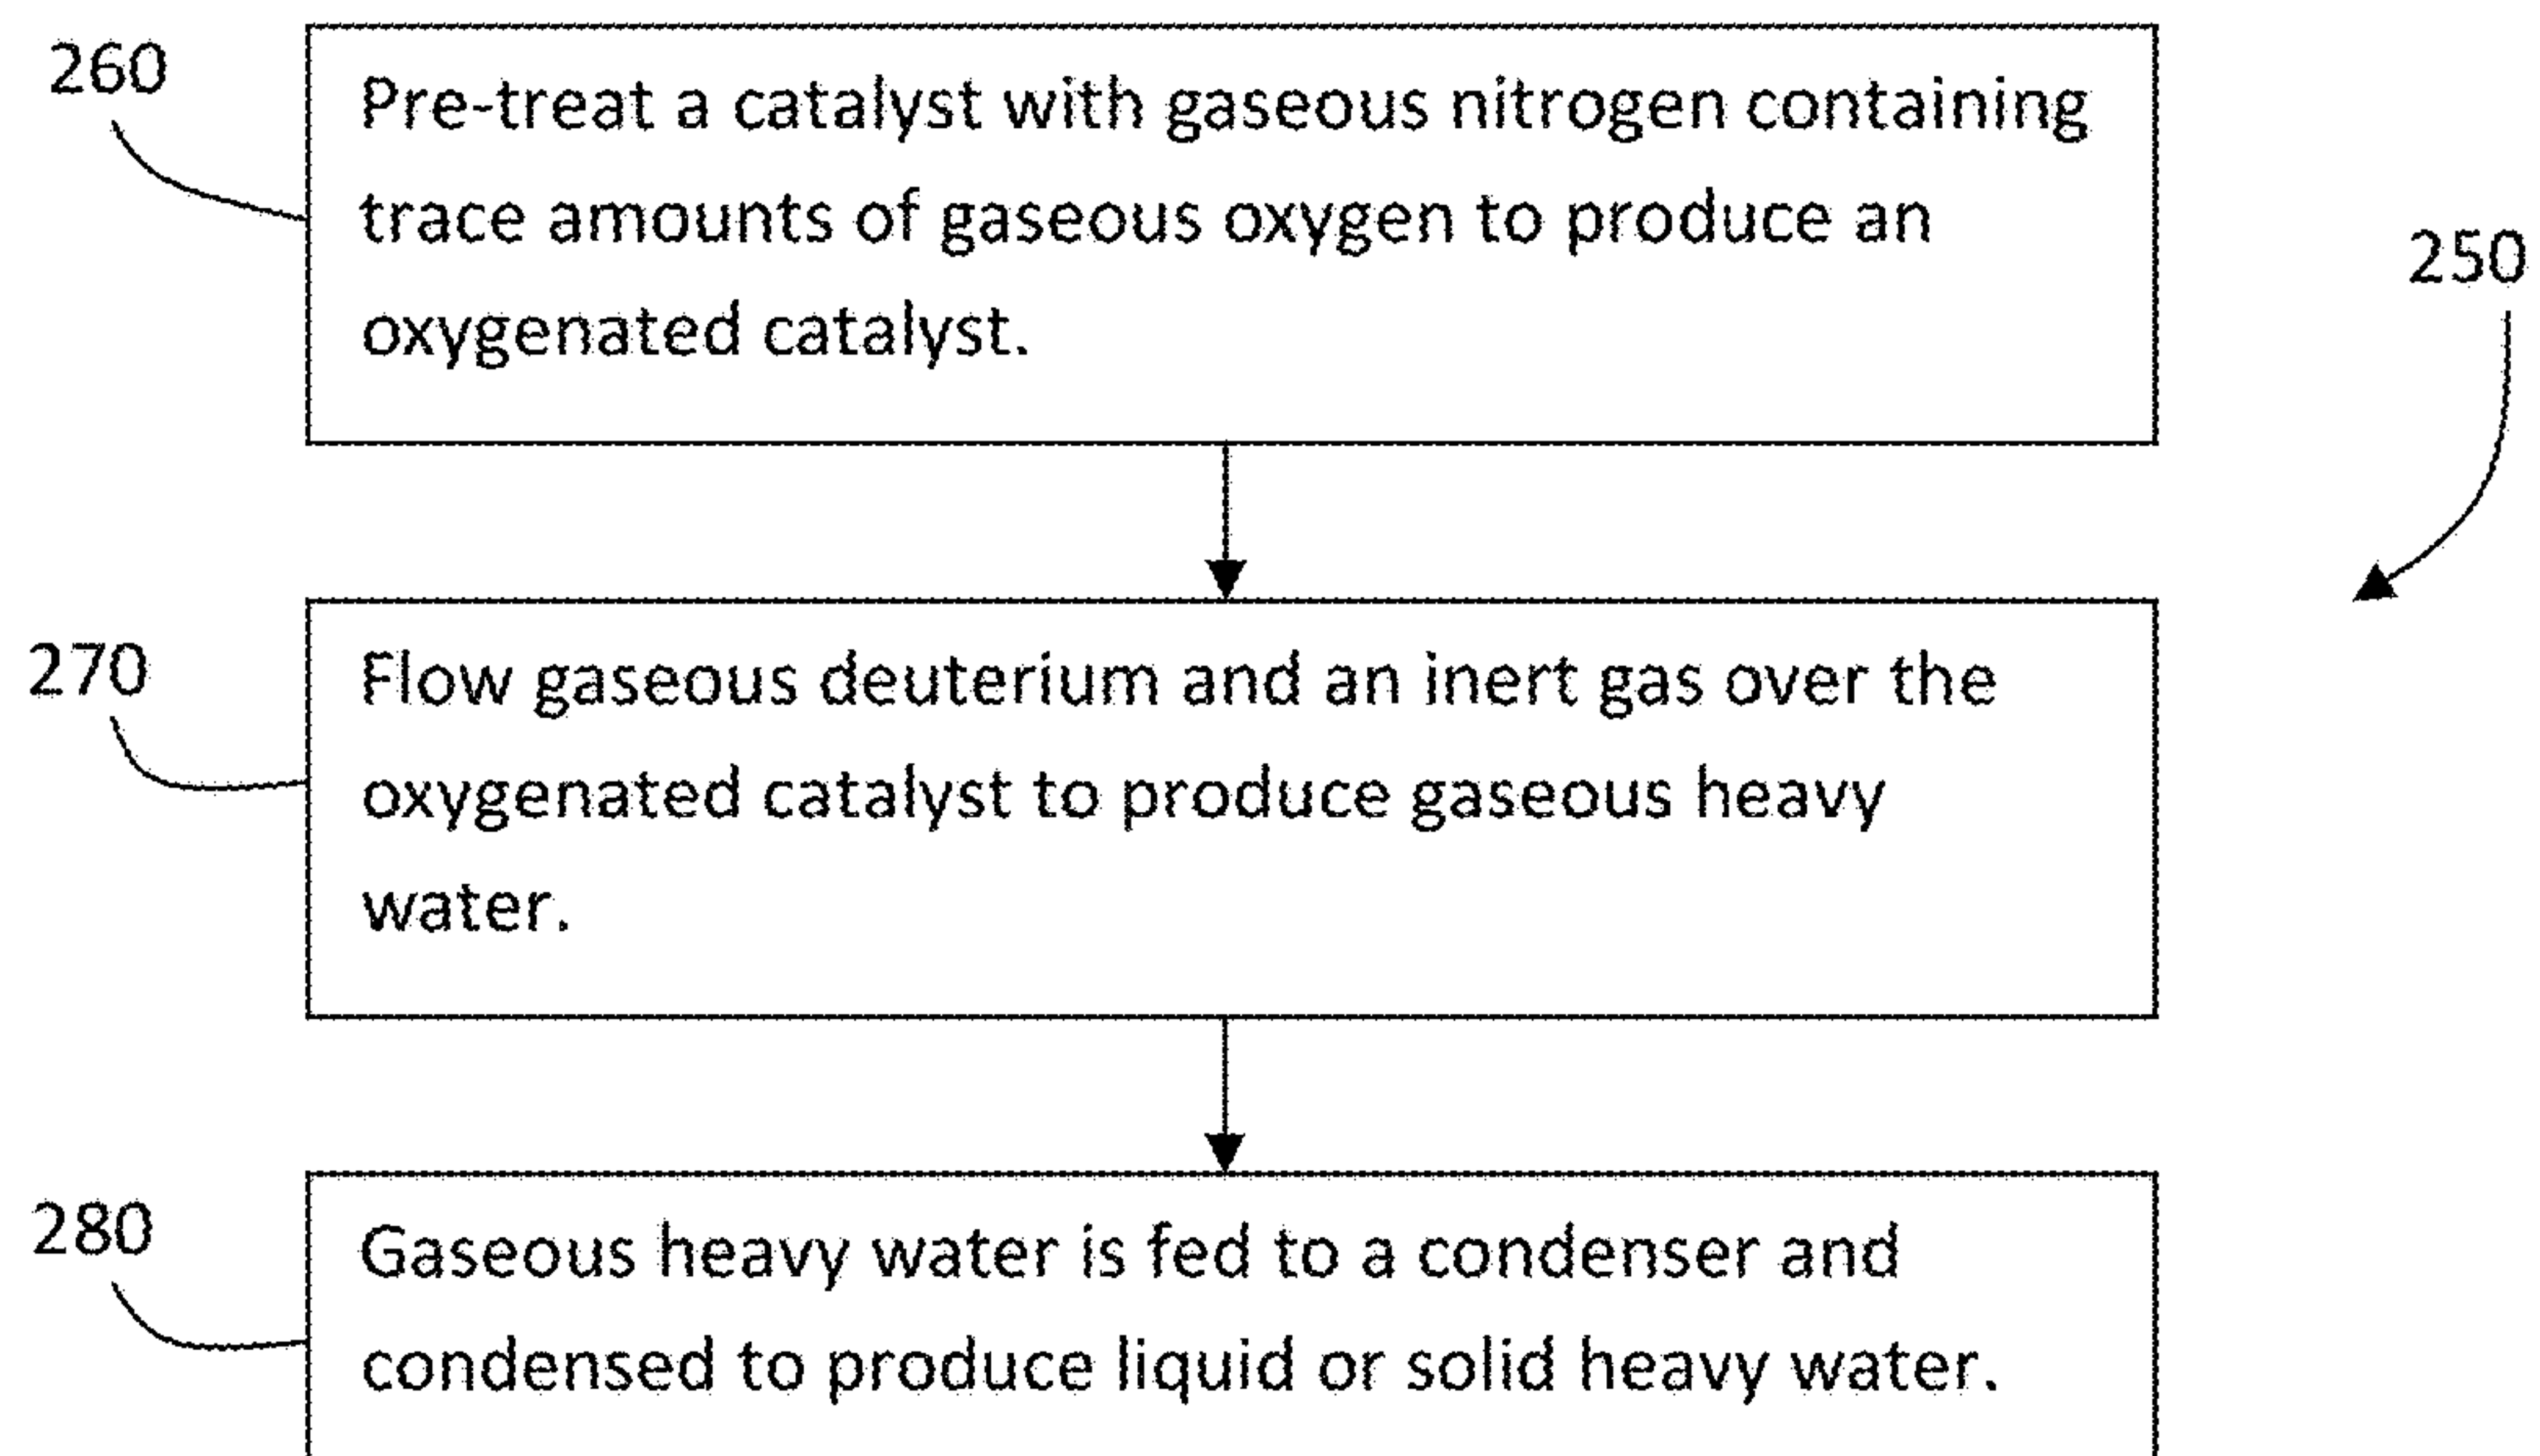 260
Pre-treat a catalyst with gaseous nitrogen containing
trace amounts of gaseous oxygen to produce an
oxygenated catalyst.
250
270
Flow gaseous deuterium and an inert gas over the
oxygenated catalyst to produce gaseous heavy
water.
280
Gaseous heavy water is fed to a condenser and
condensed to produce liquid or solid heavy water.